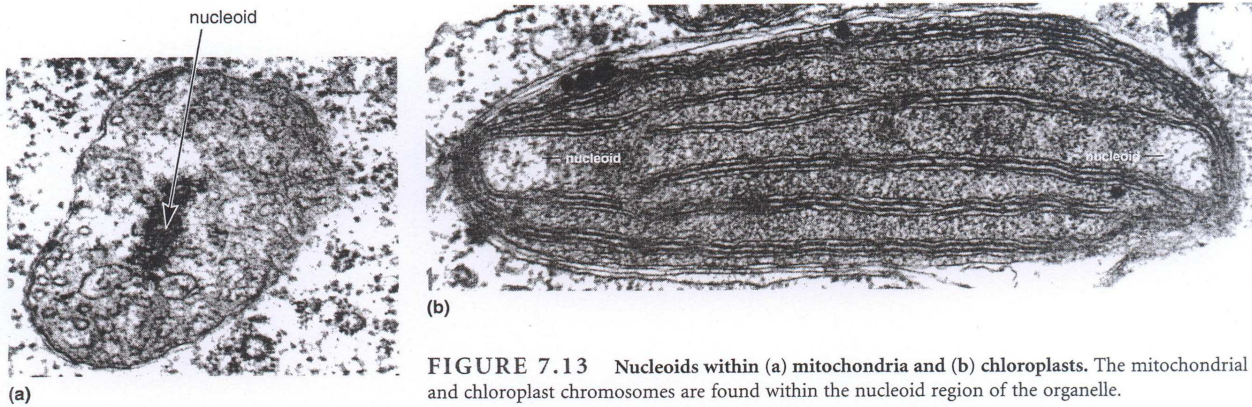 nucleoid
(a)
nucleoid
nucleoid
(b)
FIGURE 7.13 Nucleoids within (a) mitochondria and (b) chloroplasts. The mitochondrial
and chloroplast chromosomes are found within the nucleoid region of the organelle.